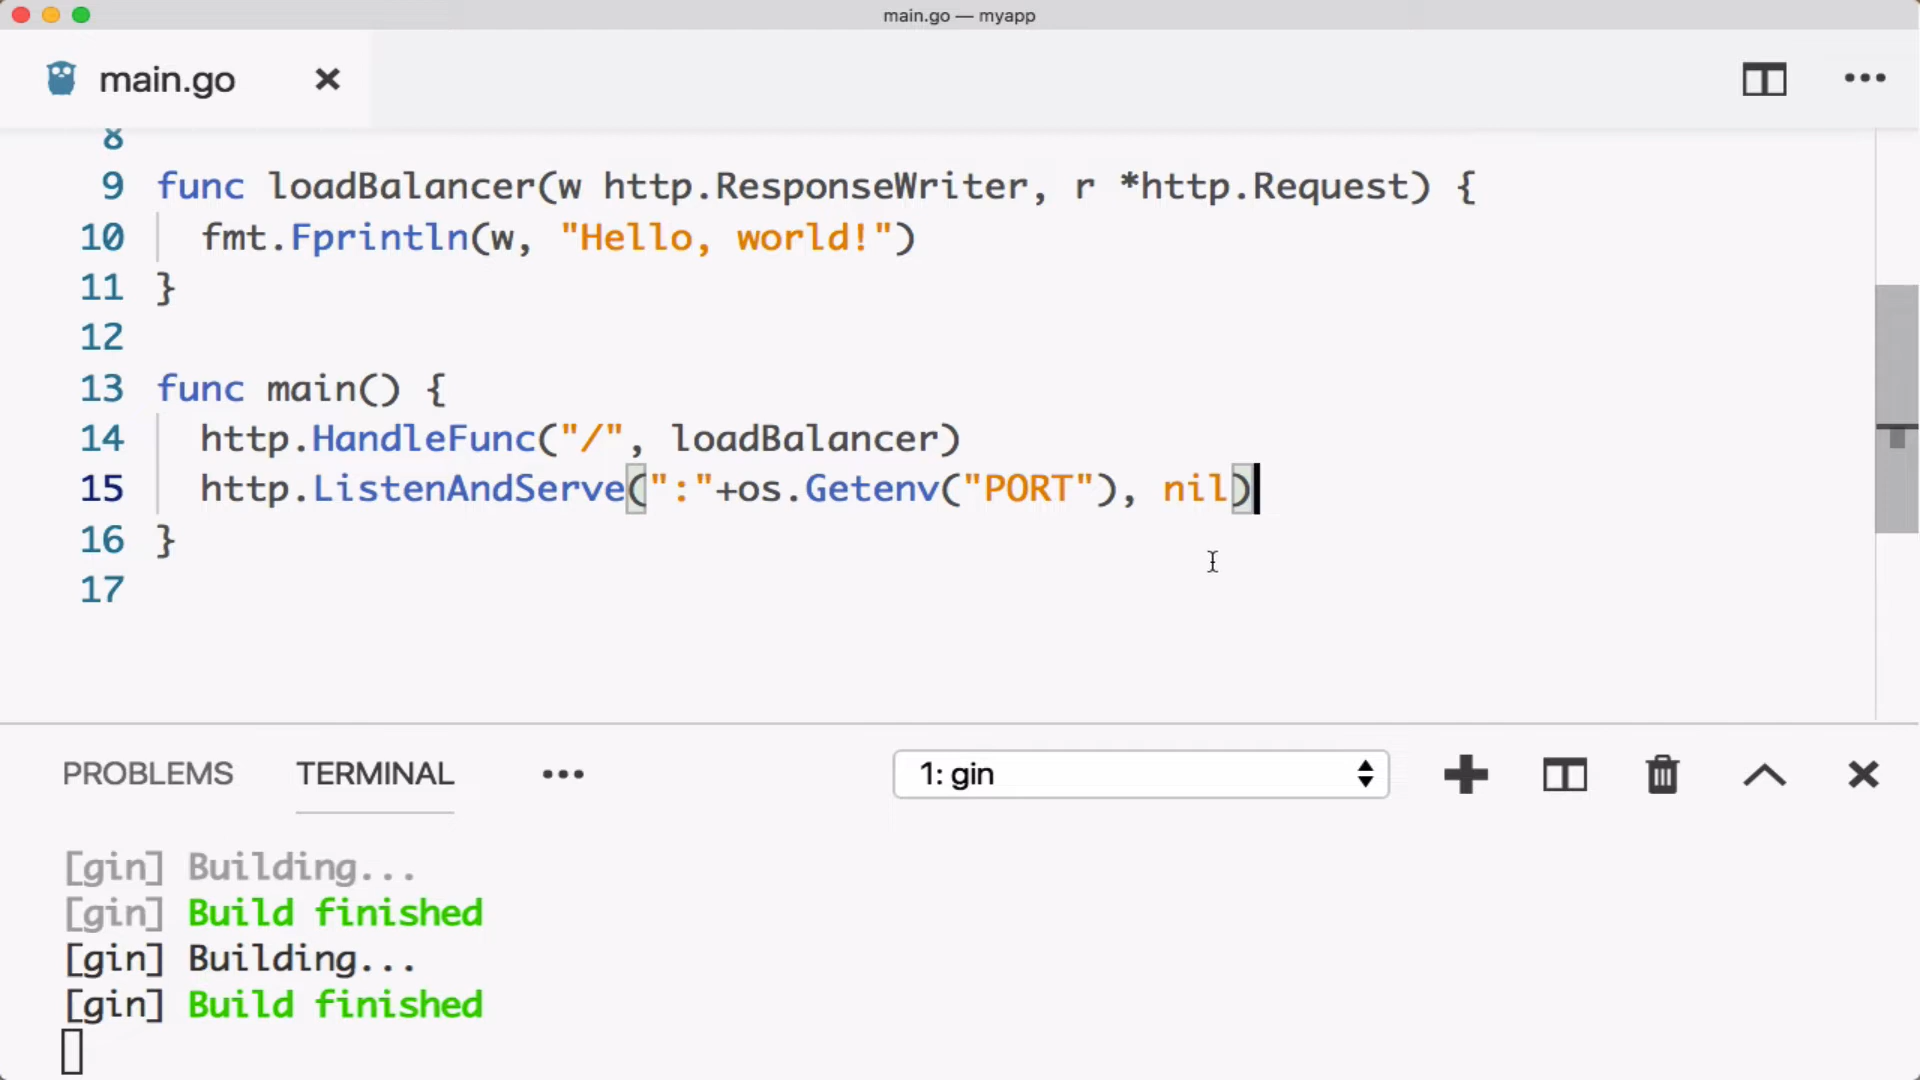 main.go — myapp
main.go
8
9 func loadBalancer(w http.ResponseWriter, r *http.Request) {
10 fmt.Fprintln(w, "Hello, world!")
11 }
12
13 func main() {
14 http.HandleFunc("/", loadBalancer)
15 http.ListenAndServe(":"+os.Getenv("PORT"), nil)
16 }
17
PROBLEMS TERMINAL ••• 1: gin
[gin] Building...
[gin] Build finished
[gin] Building...
[gin] Build finished